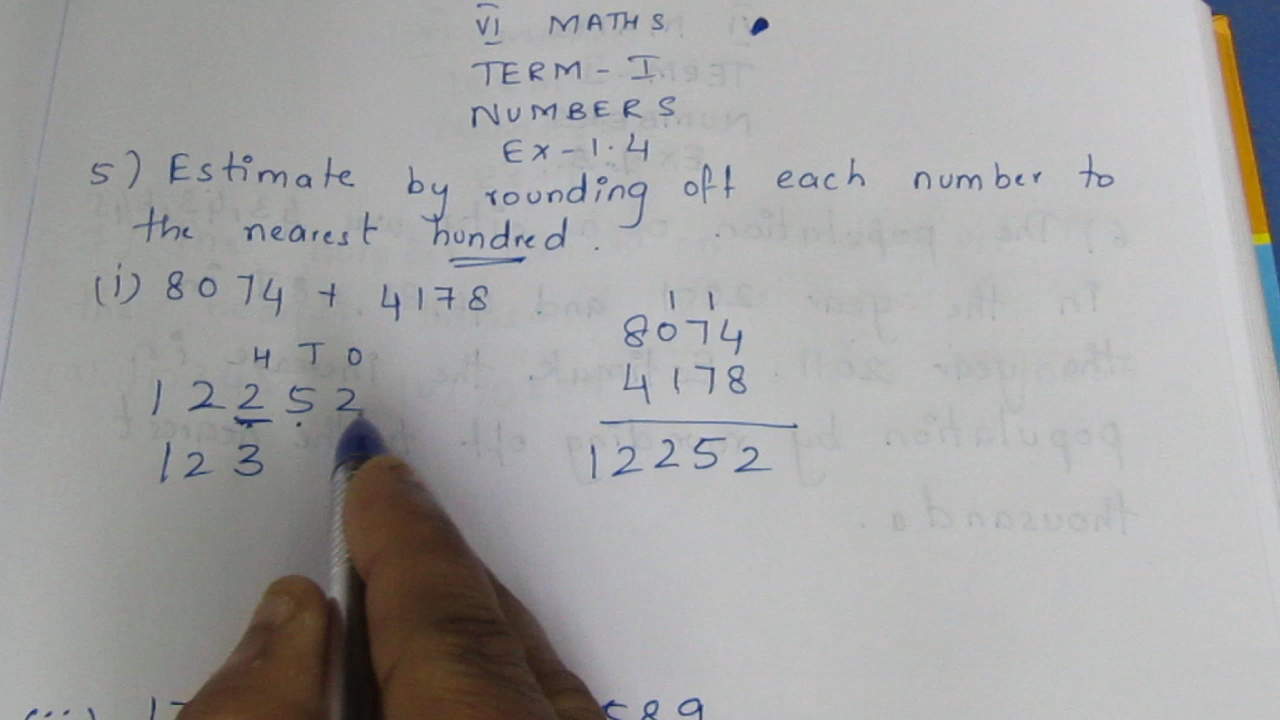 VI MATHS
TERM - I
NUMBERS
Ex - 1.4
5) Estimate by rounding off each number to
the nearest hundred.
(i) 8074 + 4178
H T O
12252
123
1 1
8074
4178
12252
589